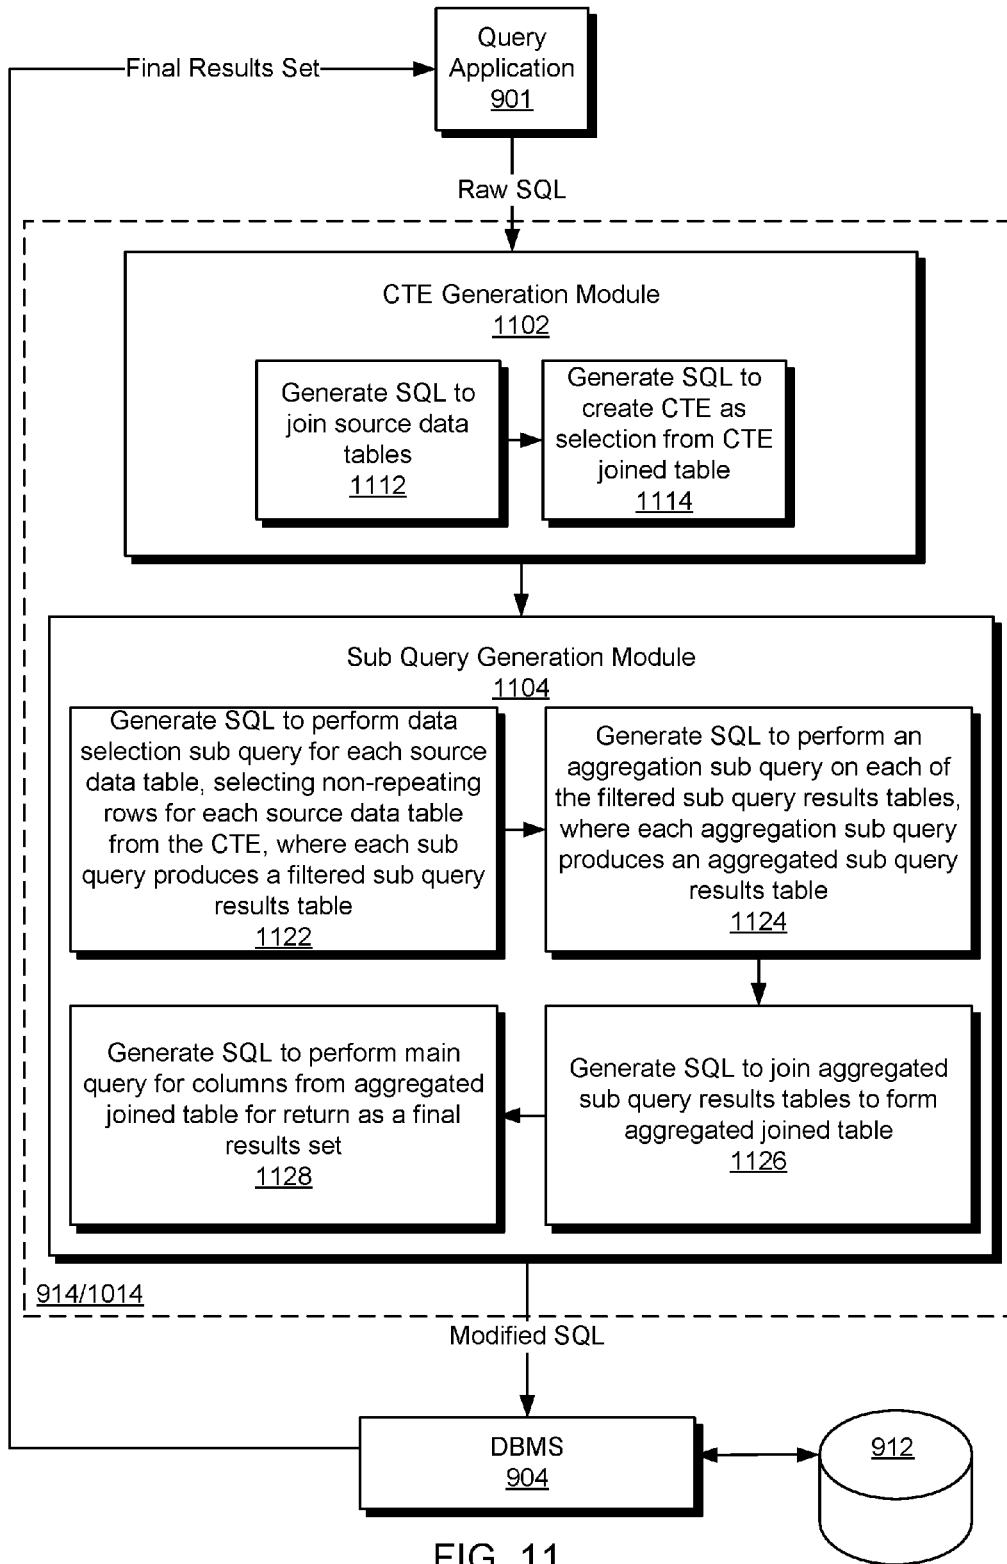 Query
Application
901
Final Results Set
Raw SQL
CTE Generation Module
1102
Generate SQL to
join source data
tables
1112
Generate SQL to
create CTE as
selection from CTE
joined table
1114
Sub Query Generation Module
1104
Generate SQL to perform data
selection sub query for each source
data table, selecting non-repeating
rows for each source data table
from the CTE, where each sub
query produces a filtered sub query
results table
1122
Generate SQL to perform an
aggregation sub query on each of
the filtered sub query results tables,
where each aggregation sub query
produces an aggregated sub query
results table
1124
Generate SQL to join aggregated
sub query results tables to form
aggregated joined table
1126
Generate SQL to perform main
query for columns from aggregated
joined table for return as a final
results set
1128
914/1014
Modified SQL
DBMS
904
912
FIG. 11